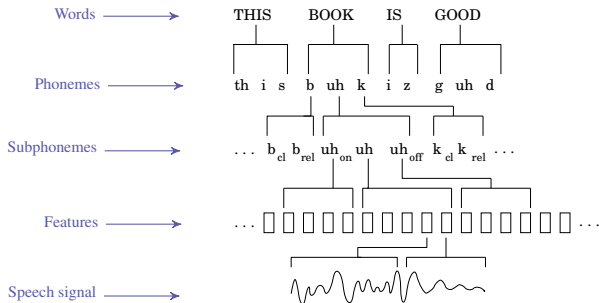 Words THIS BOOK IS GOOD
Phonemes th i s b uh k i z g uh d
Subphonemes ... b cl b rel uh on uh uh off k cl k rel ...
Features ... ...
Speech signal